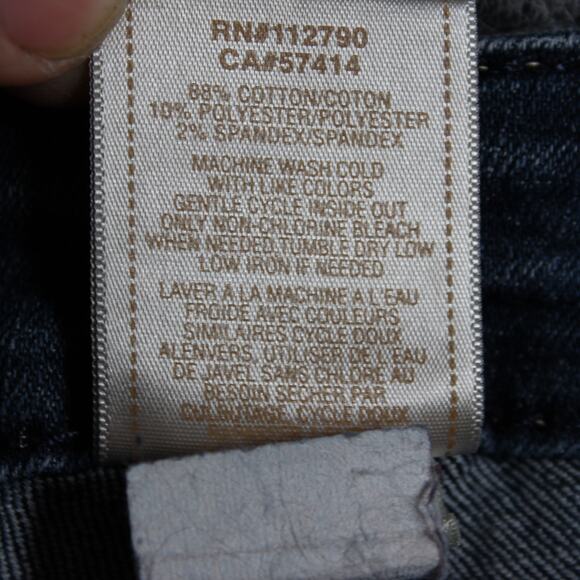 RN#112790
CA#57414
88% COTTON/COTON
10% POLYESTER/POLYESTER
2% SPANDEX/SPANDEX
MACHINE WASH COLD
WITH LIKE COLORS
GENTLE CYCLE INSIDE OUT
ONLY NON-CHLORINE BLEACH
WHEN NEEDED.TUMBLE DRY LOW
LOW IRON IF NEEDED
LAVER A LA MACHINE A L'EAU
FROIDE AVEC COULEURS
SIMILAIRES CYCLE DOUX
ALENVERS, UTILISER DE L EAU
DE JAVEL SANS CHLORE AU
BESOIN SECHER PAR
CULBUTAGE, CYCLE DOUX